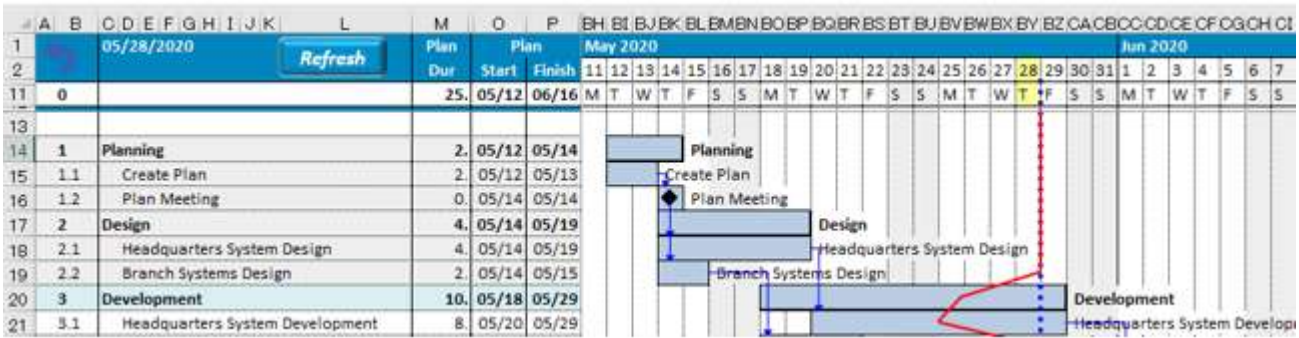 A B C D E F G H I J K L M O P BH BI BJ BK BL BM BN BO BP BQ BR BS BT BU BV BW BX BY BZ CA CB CC CD CE CF CG CH CI
1 05/28/2020 Refresh Plan Plan May 2020 Jun 2020
2 Dur Start Finish 11 12 13 14 15 16 17 18 19 20 21 22 23 24 25 26 27 28 29 30 31 1 2 3 4 5 6 7
11 0 25. 05/12 06/16 M T W T F S S M T W T F S S M T W T F S S M T W T F S S
13
14 1 Planning 2. 05/12 05/14 Planning
15 1.1 Create Plan 2. 05/12 05/13 Create Plan
16 1.2 Plan Meeting 0. 05/14 05/14 Plan Meeting
17 2 Design 4. 05/14 05/19 Design
18 2.1 Headquarters System Design 4. 05/14 05/19 Headquarters System Design
19 2.2 Branch Systems Design 2. 05/14 05/15 Branch Systems Design
20 3 Development 10. 05/18 05/29 Development
21 3.1 Headquarters System Development 8. 05/20 05/29 Headquarters System Develop